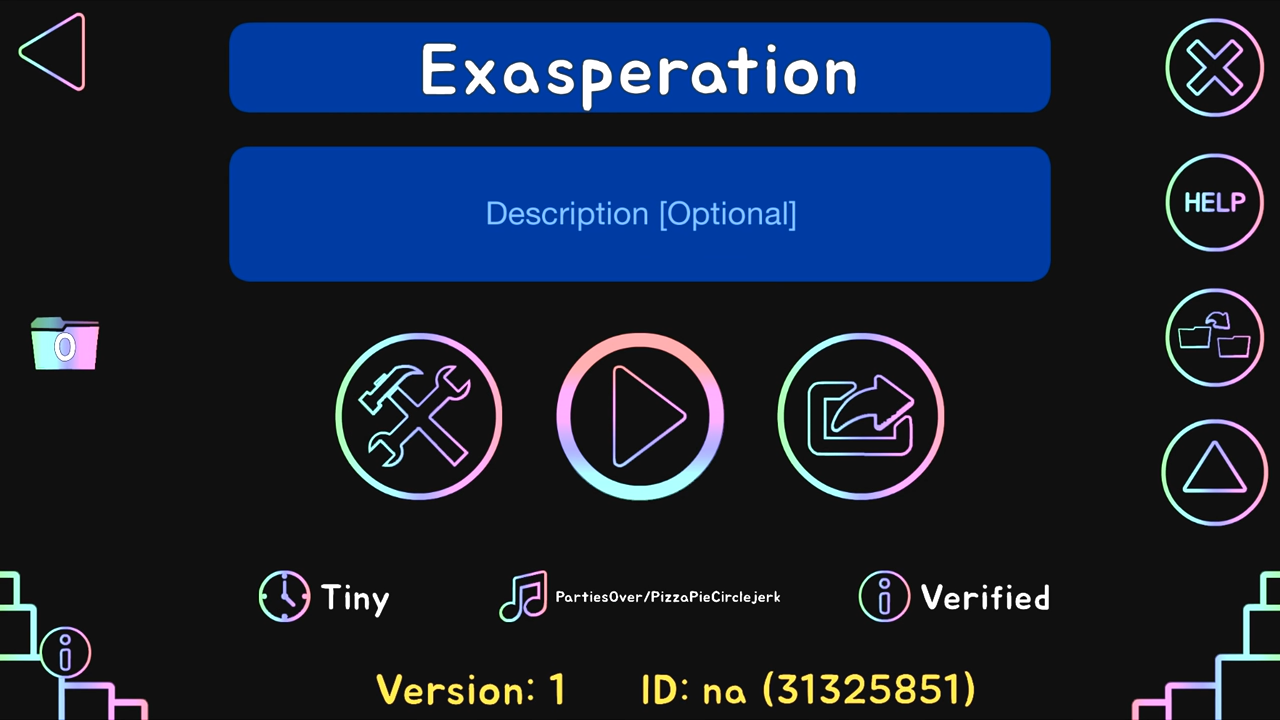 Exasperation
Description [Optional]
HELP
0
Tiny
PartiesOver/PizzaPieCirclejerk
Verified
Version: 1
ID: na (31325851)